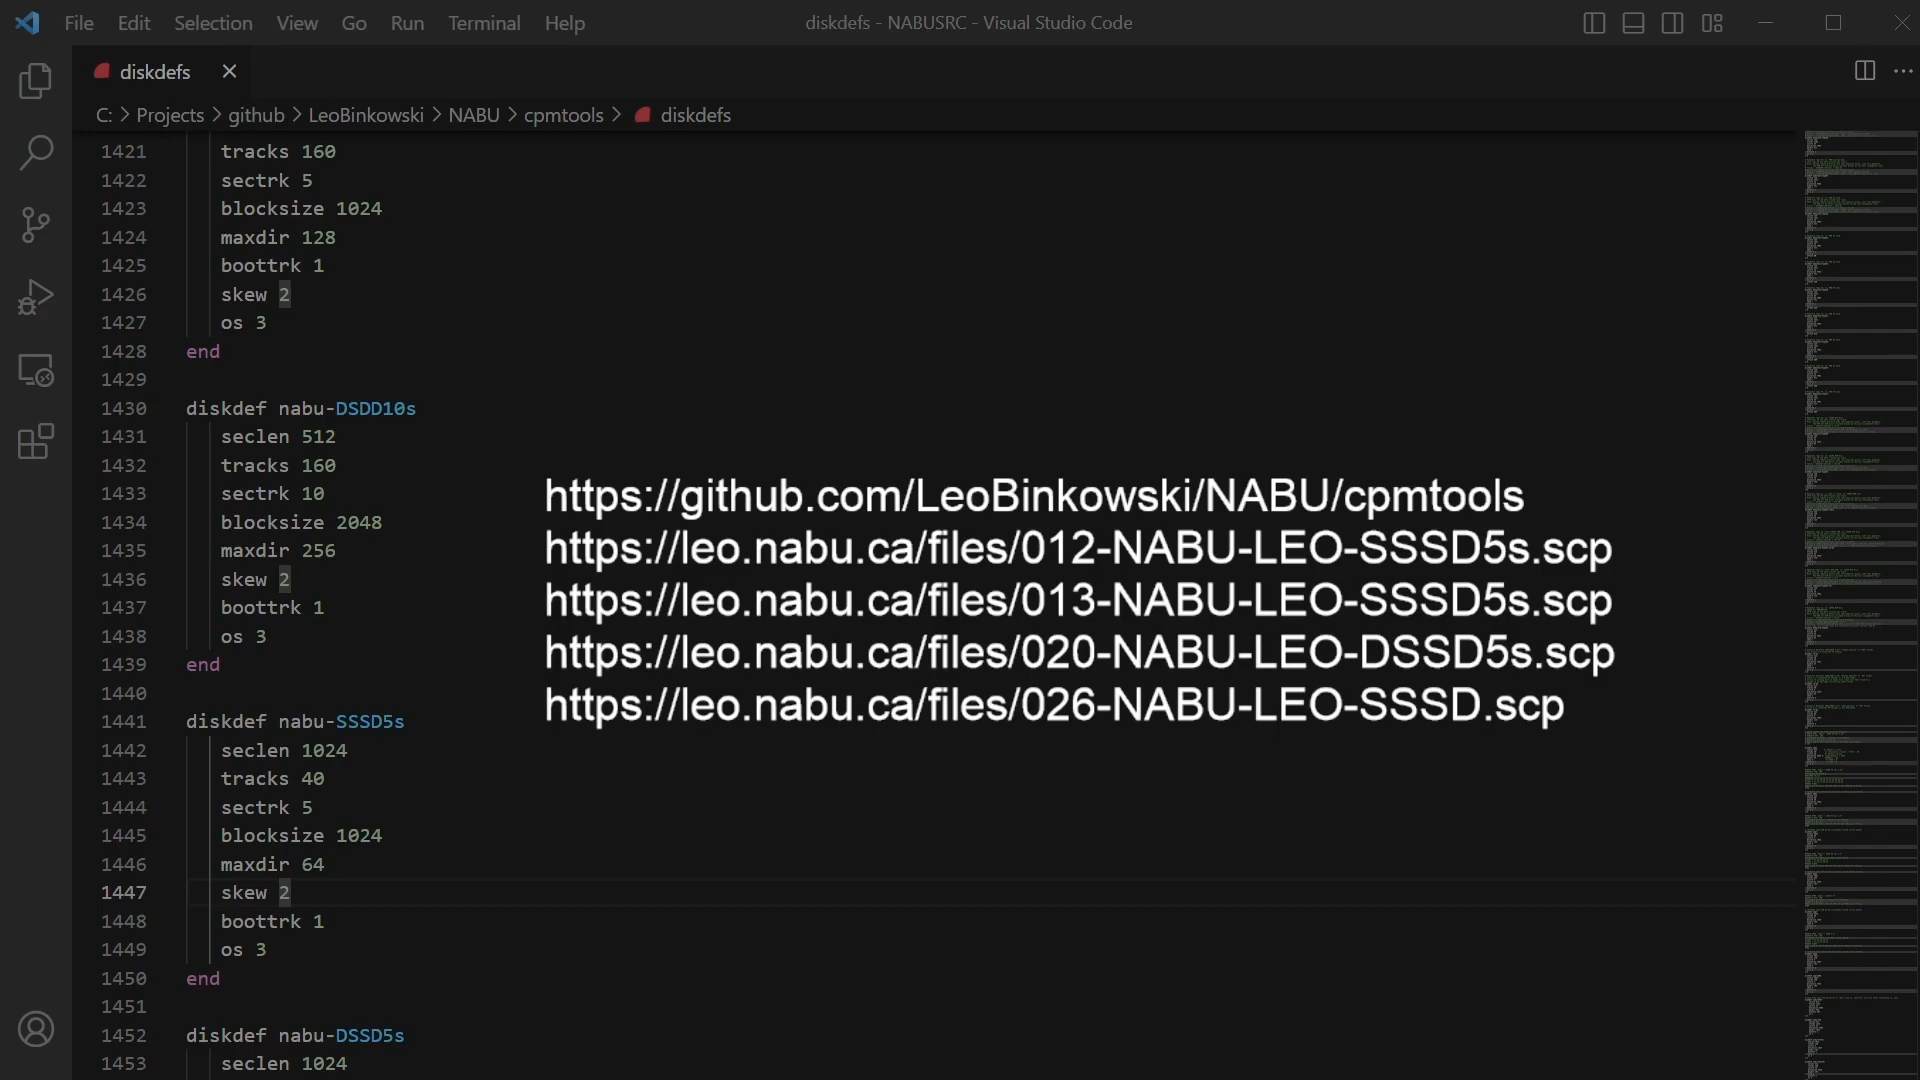 File Edit Selection View Go Run Terminal Help
diskdefs - NABUSRC - Visual Studio Code
diskdefs
C: > Projects > github > LeoBinkowski > NABU > cpmtools > diskdefs
1421 tracks 160
1422 sectrk 5
1423 blocksize 1024
1424 maxdir 128
1425 boottrk 1
1426 skew 2
1427 os 3
1428 end
1429
1430 diskdef nabu-DSDD10s
1431 seclen 512
1432 tracks 160
1433 sectrk 10
1434 blocksize 2048
1435 maxdir 256
1436 skew 2
1437 boottrk 1
1438 os 3
1439 end
1440
1441 diskdef nabu-SSSD5s
1442 seclen 1024
1443 tracks 40
1444 sectrk 5
1445 blocksize 1024
1446 maxdir 64
1447 skew 2
1448 boottrk 1
1449 os 3
1450 end
1451
1452 diskdef nabu-DSSD5s
1453 seclen 1024
https://github.com/LeoBinkowski/NABU/cpmtools
https://leo.nabu.ca/files/012-NABU-LEO-SSSD5s.scp
https://leo.nabu.ca/files/013-NABU-LEO-SSSD5s.scp
https://leo.nabu.ca/files/020-NABU-LEO-DSSD5s.scp
https://leo.nabu.ca/files/026-NABU-LEO-SSSD.scp